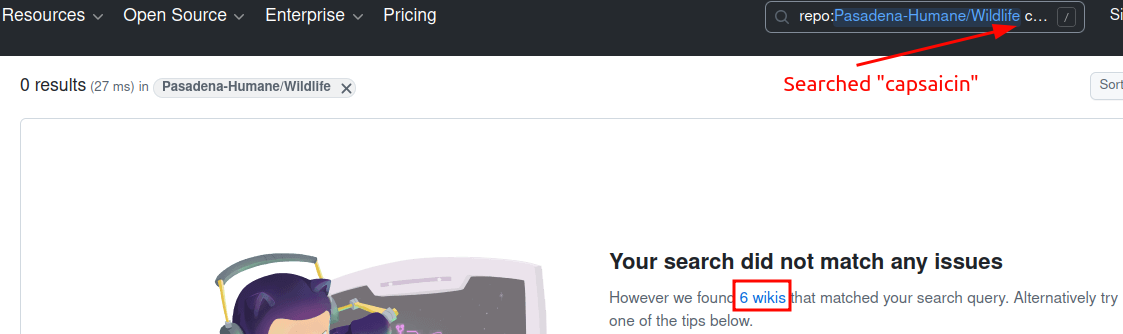 Resources Open Source Enterprise Pricing
repo:Pasadena-Humane/Wildlife c... /
Si
Searched "capsaicin"
0 results (27 ms) in Pasadena-Humane/Wildlife
Sort
Your search did not match any issues
However we found 6 wikis that matched your search query. Alternatively try
one of the tips below.